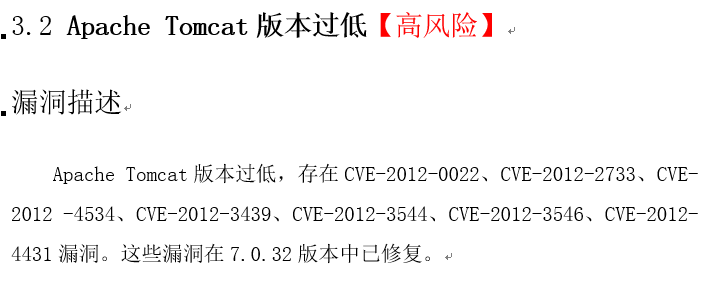 3.2 Apache Tomcat 版本过低【高风险】
漏洞描述
Apache Tomcat 版本过低，存在 CVE-2012-0022、CVE-2012-2733、CVE-
2012 -4534、CVE-2012-3439、CVE-2012-3544、CVE-2012-3546、CVE-2012-
4431 漏洞。这些漏洞在 7.0.32 版本中已修复。